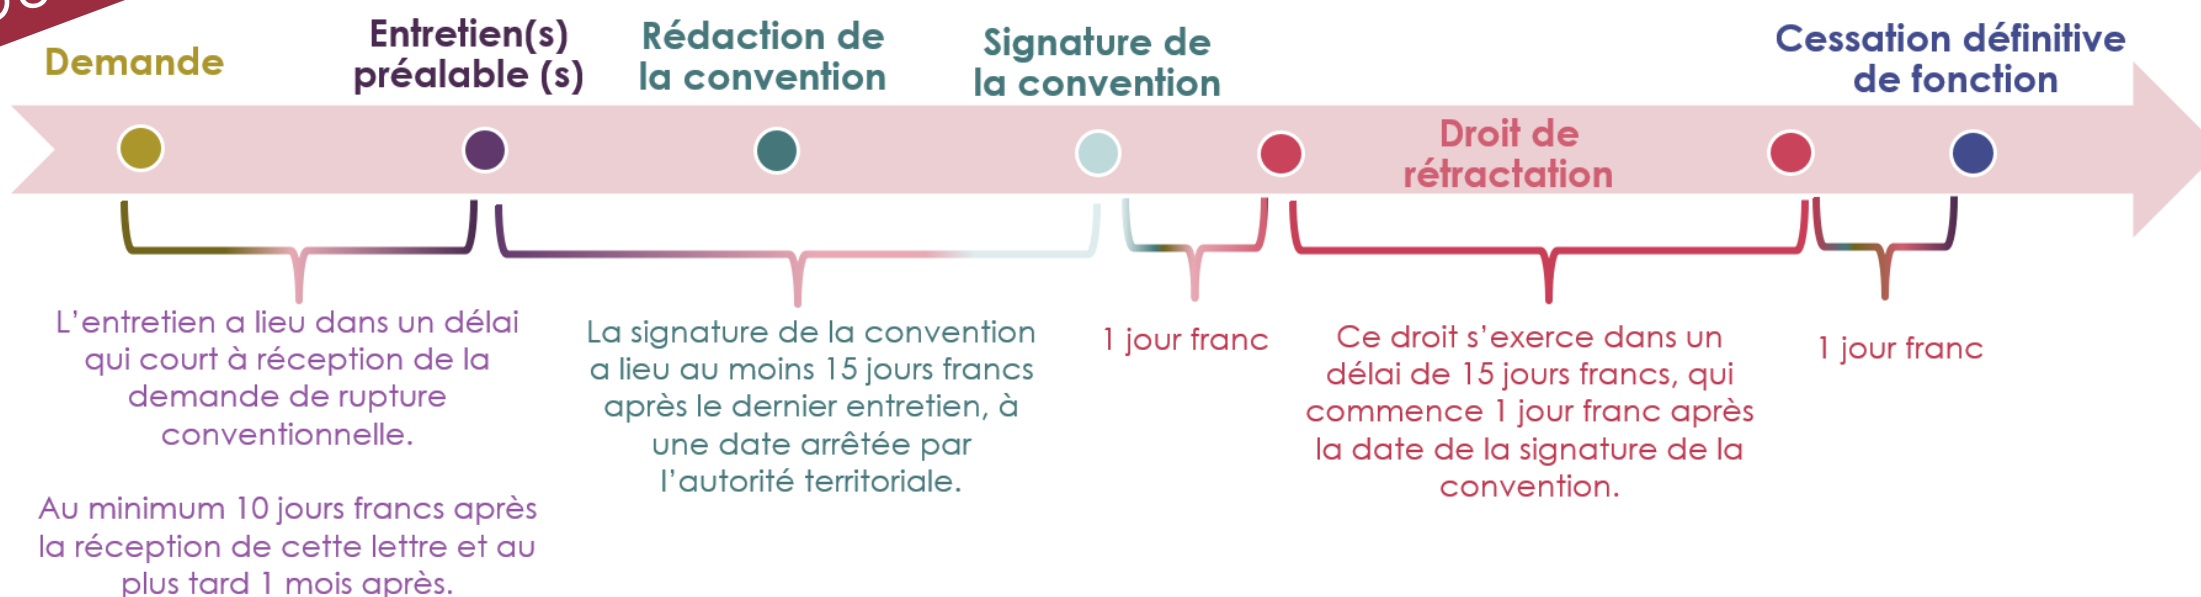 Demande
Entretien(s)
préalable (s)
Rédaction de
la convention
Signature de
la convention
Cessation définitive
de fonction
Droit de
rétractation
L'entretien a lieu dans un délai
qui court à réception de la
demande de rupture
conventionnelle.
Au minimum 10 jours francs après
la réception de cette lettre et au
plus tard 1 mois après.
La signature de la convention
a lieu au moins 15 jours francs
après le dernier entretien, à
une date arrêtée par
l'autorité territoriale.
1 jour franc
Ce droit s'exerce dans un
délai de 15 jours francs, qui
commence 1 jour franc après
la date de la signature de la
convention.
1 jour franc